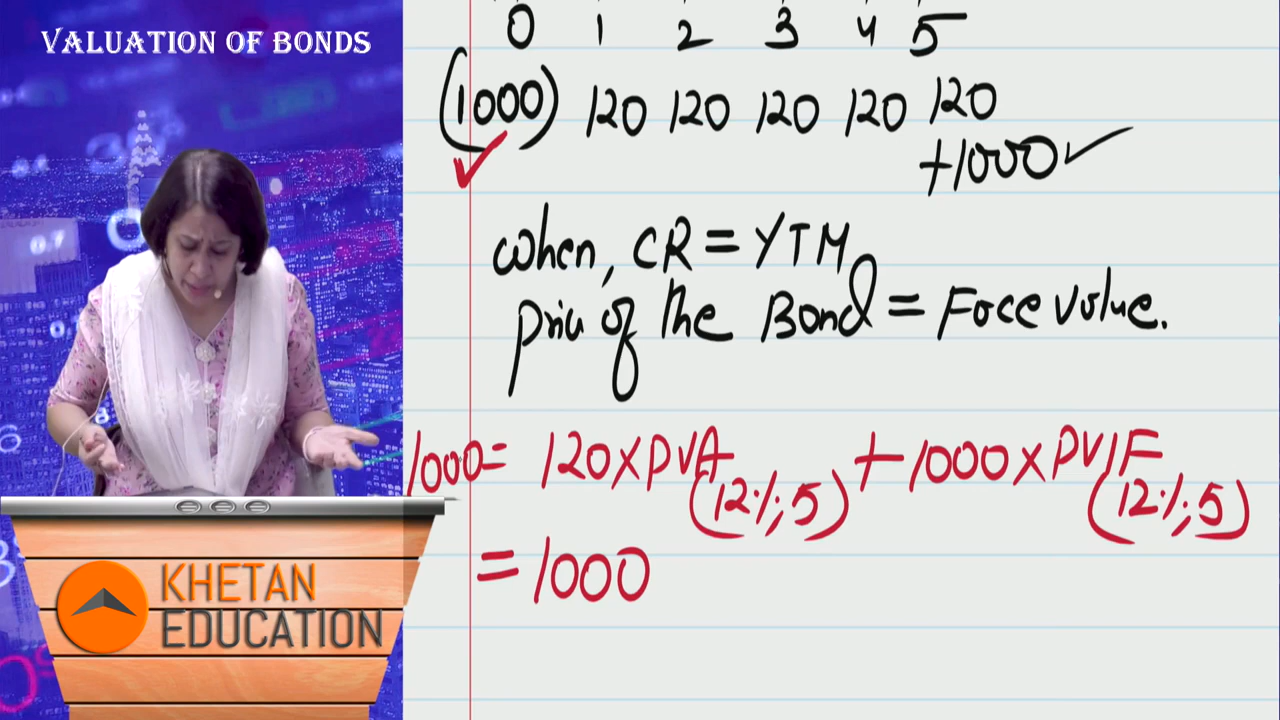 VALUATION OF BONDS
0 1 2 3 4 5
(1000) 120 120 120 120 120
+1000✓
✓
when, CR = YTM
price of the Bond = Face value.
1000 = 120 x PVA (12%, 5) + 1000 x PVIF (12%, 5)
= 1000
KHETAN
EDUCATION